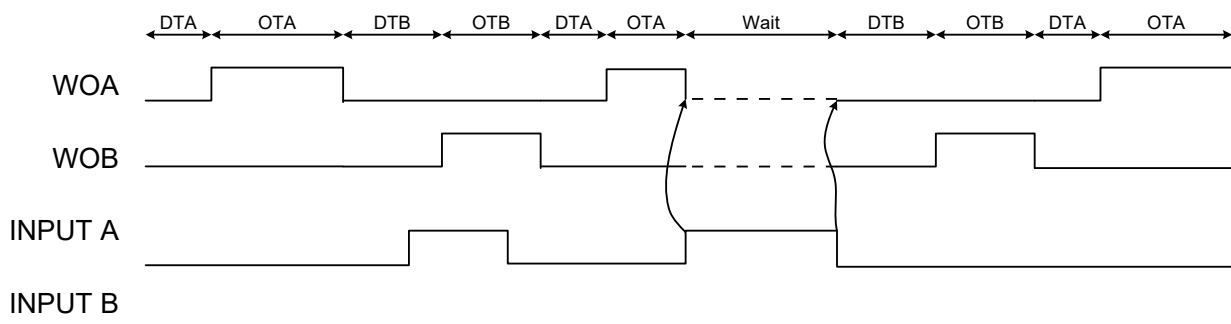 DTA OTA DTB OTB DTA OTA Wait DTB OTB DTA OTA
WOA
WOB
INPUT A
INPUT B